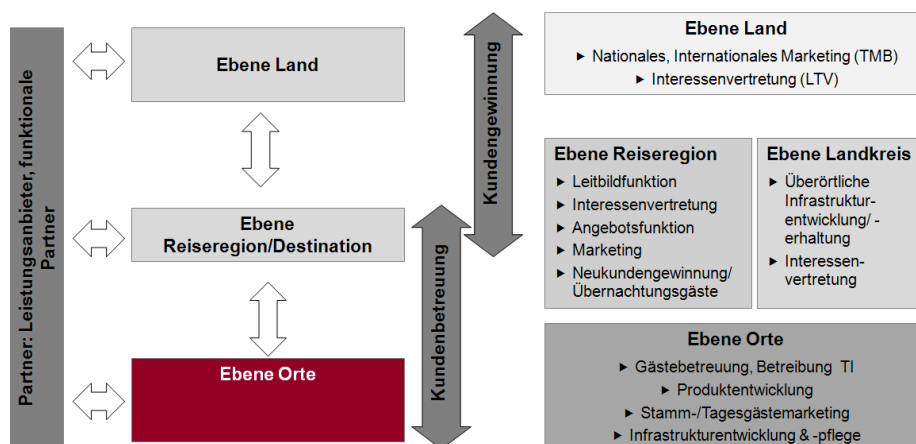 Partner: Leistungsanbieter, funktionale
Partner
Ebene Land
Ebene
Reiseregion/Destination
Ebene Orte
Kundengewinnung
Kundenbetreuung
Ebene Land
► Nationales, Internationales Marketing (TMB)
► Interessenvertretung (LTV)
Ebene Reiseregion
► Leitbildfunktion
► Interessenvertretung
► Angebotsfunktion
► Marketing
► Neukundengewinnung/
Übernachtungsgäste
Ebene Landkreis
► Überörtliche
Infrastruktur-
entwicklung/ -
erhaltung
► Interessen-
vertretung
Ebene Orte
► Gästebetreuung, Betreibung TI
► Produktentwicklung
► Stamm-/Tagesgästemarketing
► Infrastrukturentwicklung & -pflege